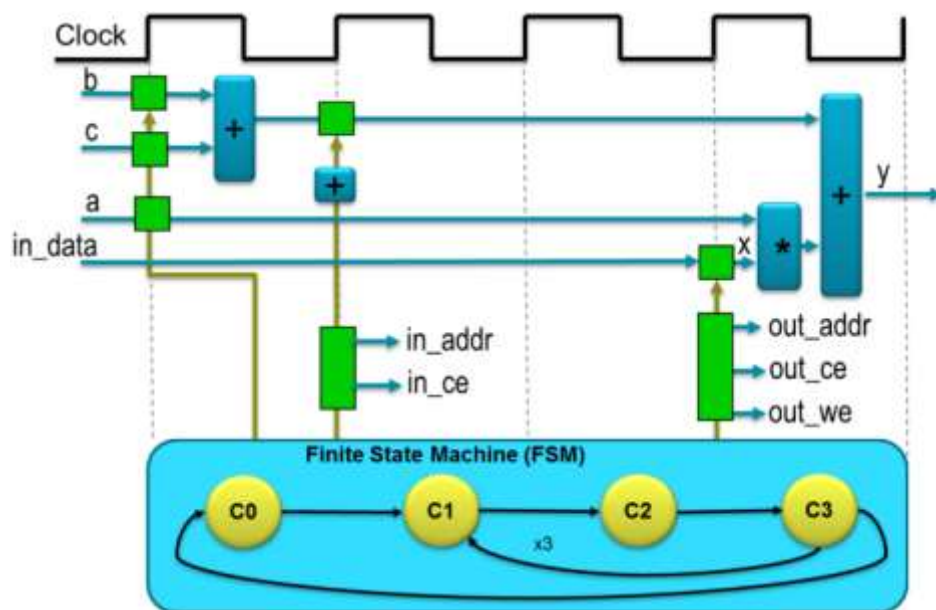 Clock
b
+
c
+
a
y
+
in_data
x
*
in_addr
out_addr
in_ce
out_ce
out_we
Finite State Machine (FSM)
C0
C1
C2
C3
x3